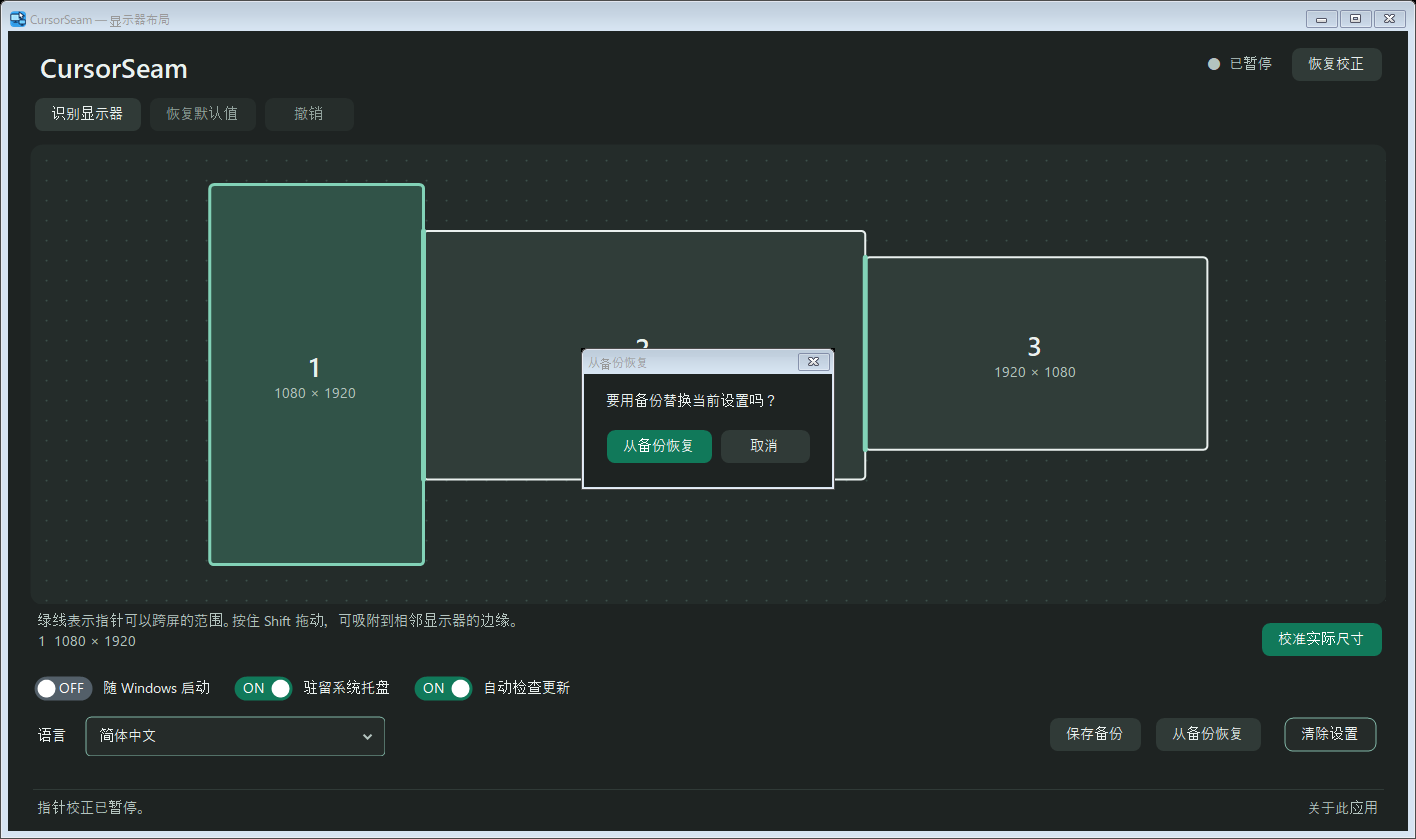 CursorSeam — 显示器布局
CursorSeam
已暂停
恢复校正
识别显示器
恢复默认值
撤销
1
1080 × 1920
2
3
1920 × 1080
从备份恢复
要用备份替换当前设置吗？
从备份恢复
取消
绿线表示指针可以跨屏的范围。按住 Shift 拖动，可吸附到相邻显示器的边缘。
1 1080 × 1920
校准实际尺寸
OFF 随 Windows 启动
ON 驻留系统托盘
ON 自动检查更新
语言
简体中文
保存备份
从备份恢复
清除设置
指针校正已暂停。
关于此应用